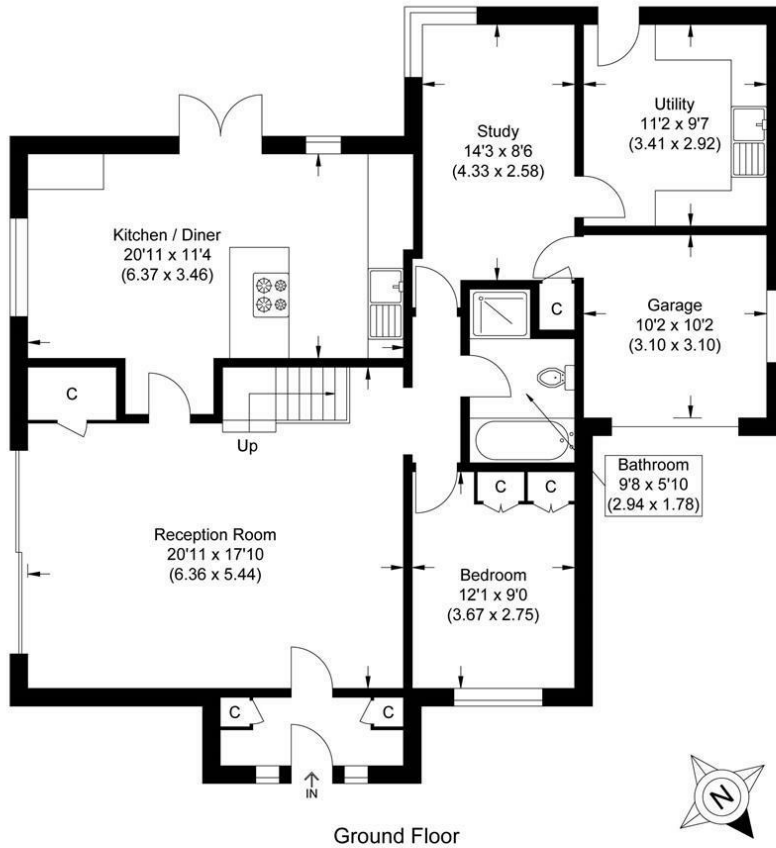 Study
14'3 x 8'6
(4.33 x 2.58)
Utility
11'2 x 9'7
(3.41 x 2.92)
Kitchen / Diner
20'11 x 11'4
(6.37 x 3.46)
C
Garage
10'2 x 10'2
(3.10 x 3.10)
C
Up
Bathroom
9'8 x 5'10
(2.94 x 1.78)
C
C
Reception Room
20'11 x 17'10
(6.36 x 5.44)
Bedroom
12'1 x 9'0
(3.67 x 2.75)
C
C
IN
N
Ground Floor